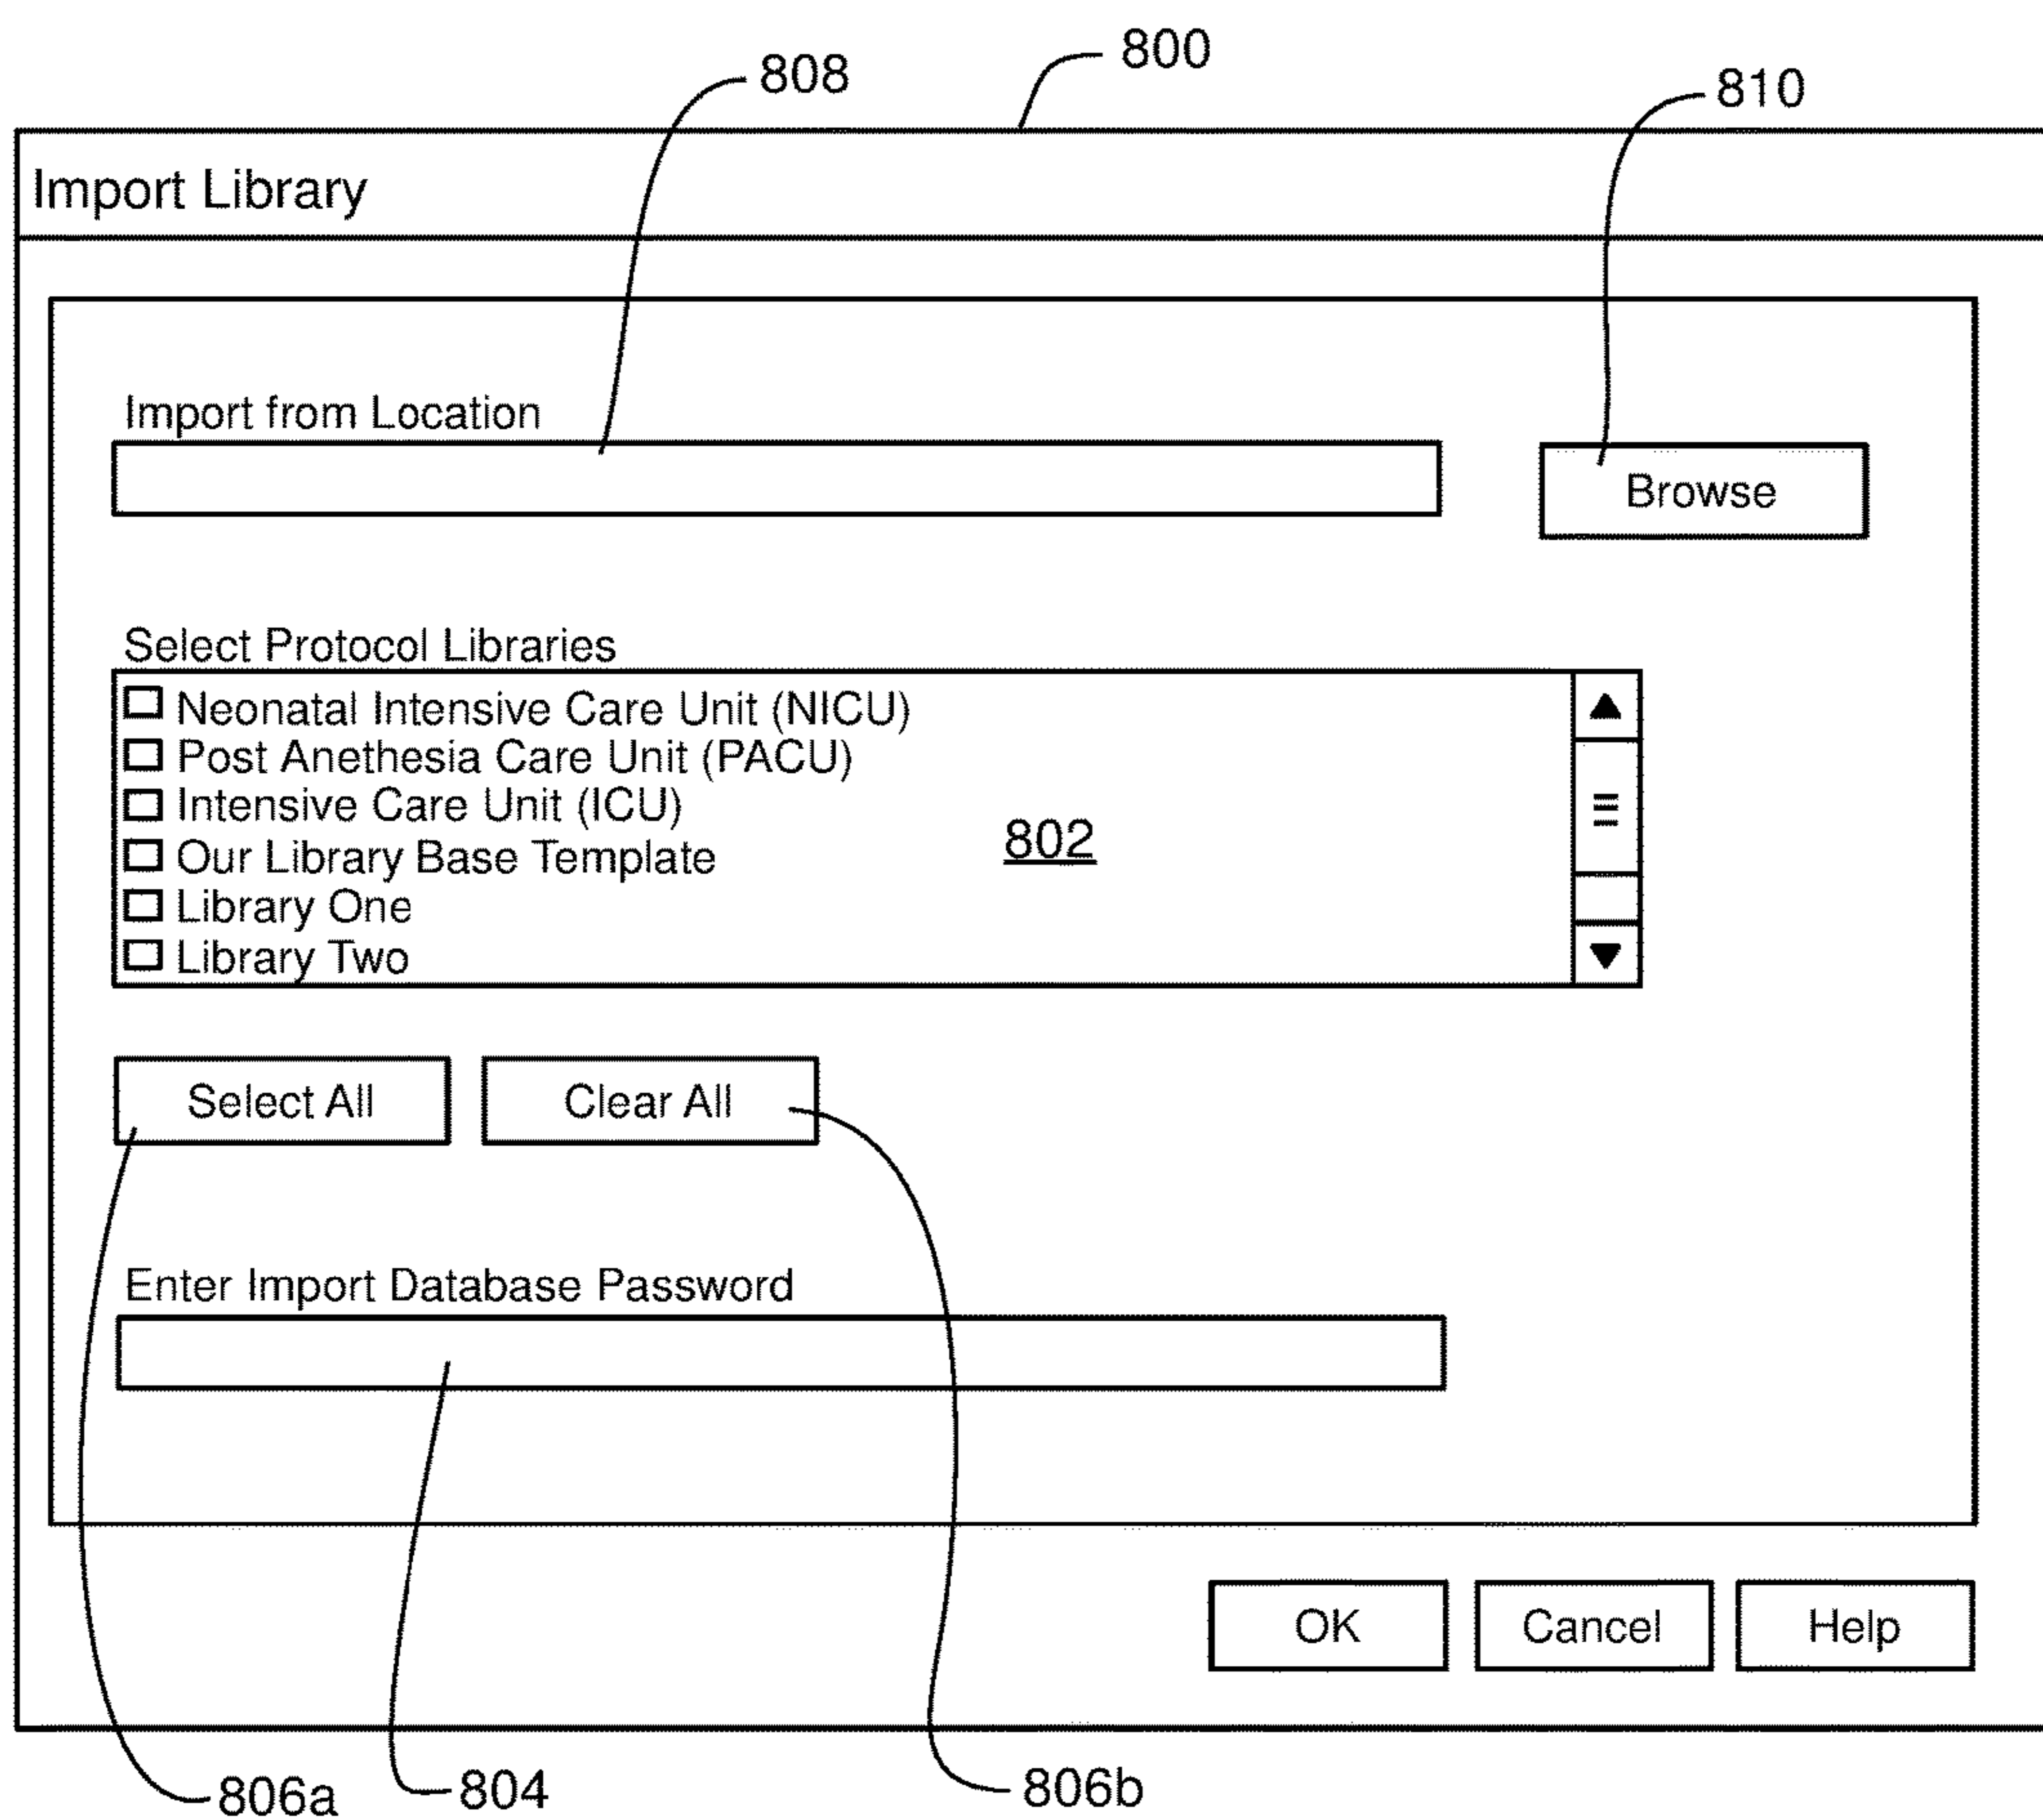 800
808
810
Import Library
Import from Location
Browse
Select Protocol Libraries
Neonatal Intensive Care Unit (NICU)
Post Anethesia Care Unit (PACU)
Intensive Care Unit (ICU)
802
Our Library Base Template
Library One
Library Two
Select All Clear All
Enter Import Database Password
OK Cancel Help
806a 804 806b